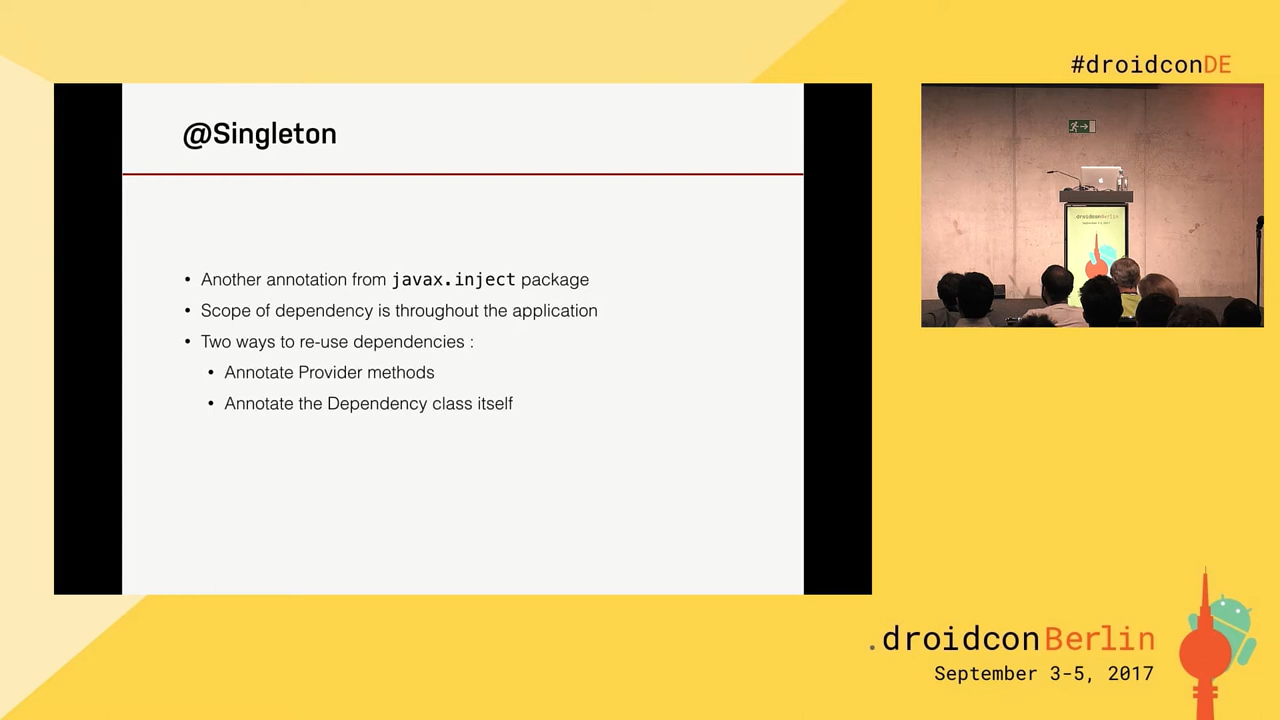 #droidconDE
@Singleton
• Another annotation from javax.inject package
• Scope of dependency is throughout the application
• Two ways to re-use dependencies :
• Annotate Provider methods
• Annotate the Dependency class itself
.droidconBerlin
.droidconBerlin
September 3-5, 2017